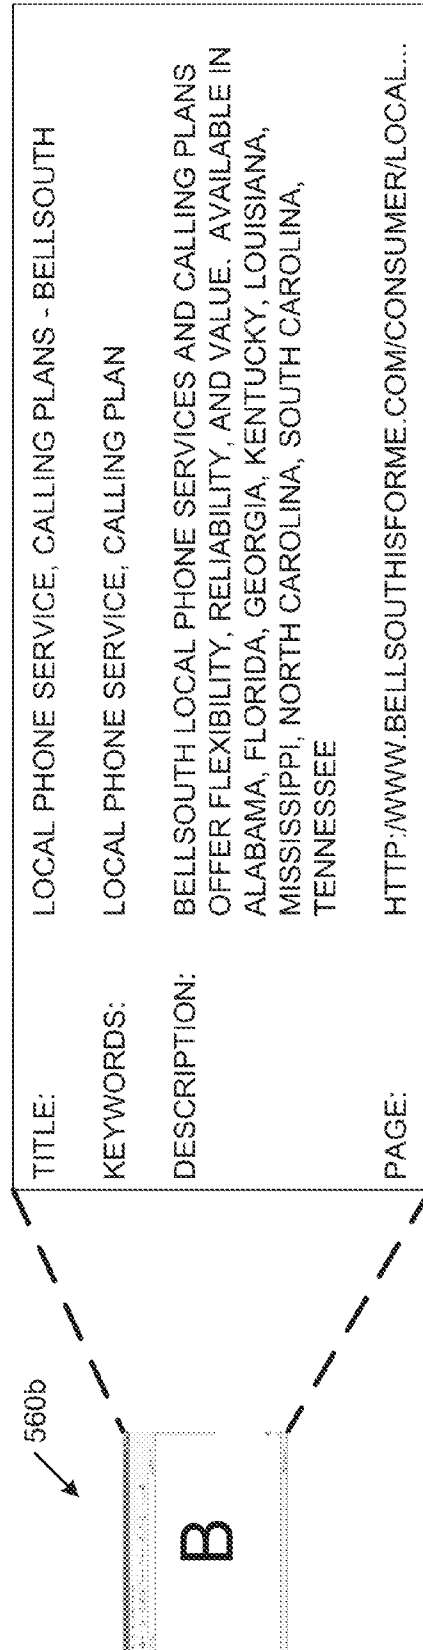 560b
B
TITLE: LOCAL PHONE SERVICE, CALLING PLANS - BELLSOUTH
KEYWORDS: LOCAL PHONE SERVICE, CALLING PLAN
DESCRIPTION: BELLSOUTH LOCAL PHONE SERVICES AND CALLING PLANS
OFFER FLEXIBILITY, RELIABILITY, AND VALUE. AVAILABLE IN
ALABAMA, FLORIDA, GEORGIA, KENTUCKY, LOUISIANA,
MISSISSIPPI, NORTH CAROLINA, SOUTH CAROLINA,
TENNESSEE
PAGE: HTTP:/WWW.BELLSOUTHISFORME.COM/CONSUMER/LOCAL...